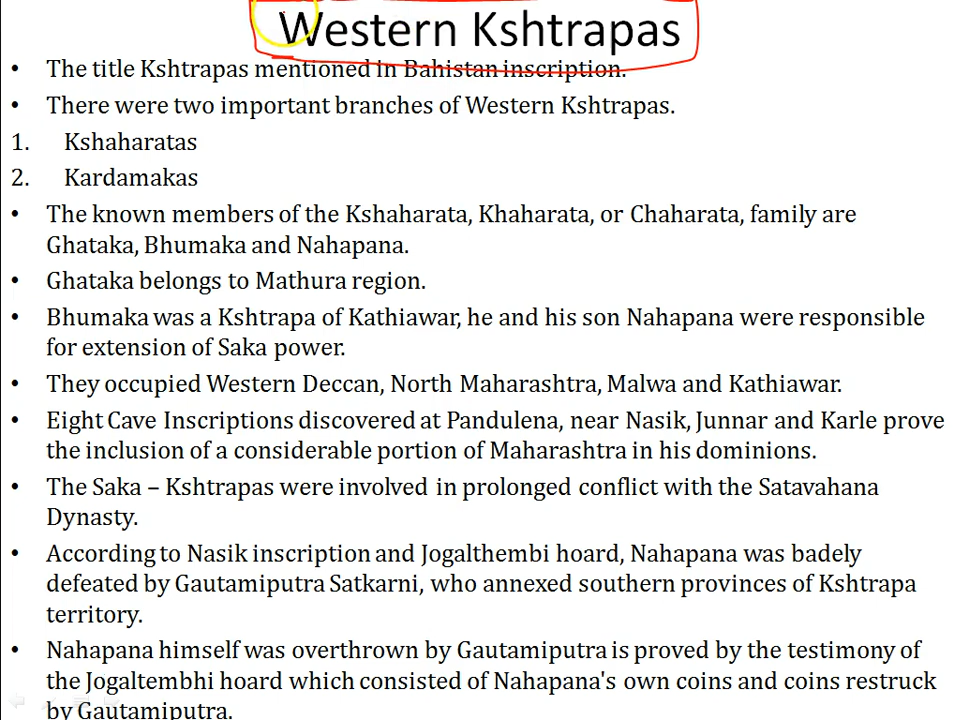 Western Kshtrapas
• The title Kshtrapas mentioned in Bahistan inscription.
• There were two important branches of Western Kshtrapas.
1. Kshaharatas
2. Kardamakas
• The known members of the Kshaharata, Khaharata, or Chaharata, family are
Ghataka, Bhumaka and Nahapana.
• Ghataka belongs to Mathura region.
• Bhumaka was a Kshtrapa of Kathiawar, he and his son Nahapana were responsible
for extension of Saka power.
• They occupied Western Deccan, North Maharashtra, Malwa and Kathiawar.
• Eight Cave Inscriptions discovered at Pandulena, near Nasik, Junnar and Karle prove
the inclusion of a considerable portion of Maharashtra in his dominions.
• The Saka – Kshtrapas were involved in prolonged conflict with the Satavahana
Dynasty.
• According to Nasik inscription and Jogalthembi hoard, Nahapana was badely
defeated by Gautamiputra Satkarni, who annexed southern provinces of Kshtrapa
territory.
• Nahapana himself was overthrown by Gautamiputra is proved by the testimony of
the Jogaltembhi hoard which consisted of Nahapana's own coins and coins restruck
by Gautamiputra.